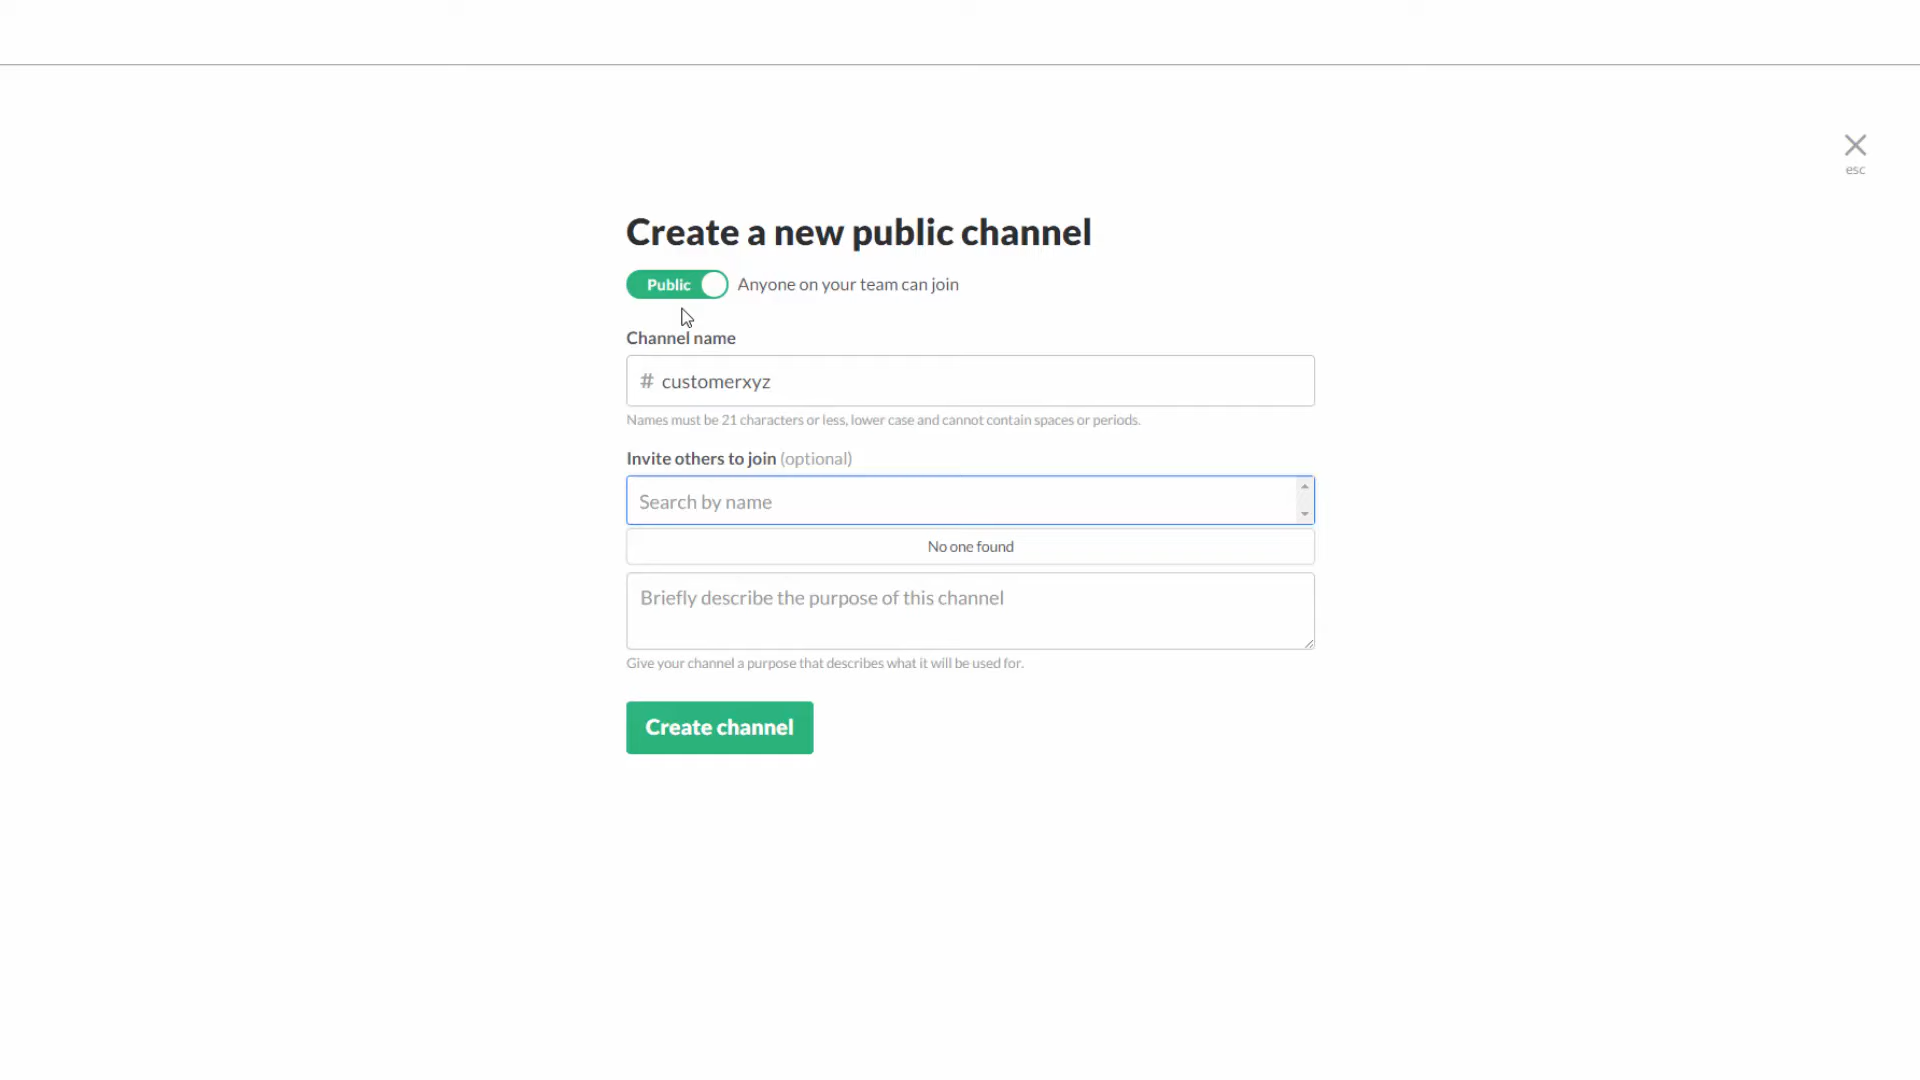 esc
Create a new public channel
Public Anyone on your team can join
Channel name
# customerxyz
Names must be 21 characters or less, lower case and cannot contain spaces or periods.
Invite others to join (optional)
Search by name
No one found
Briefly describe the purpose of this channel
Give your channel a purpose that describes what it will be used for.
Create channel